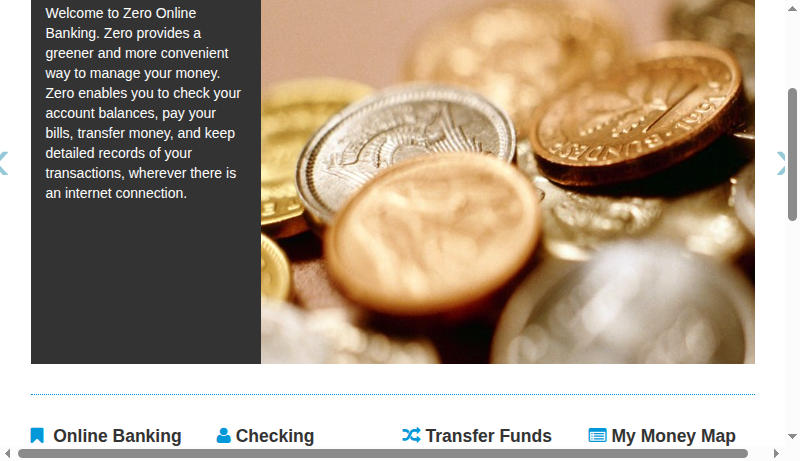 Welcome to Zero Online
Banking. Zero provides a
greener and more convenient
way to manage your money.
Zero enables you to check your
account balances, pay your
bills, transfer money, and keep
detailed records of your
transactions, wherever there is
an internet connection.
Online Banking
Checking
Transfer Funds
My Money Map